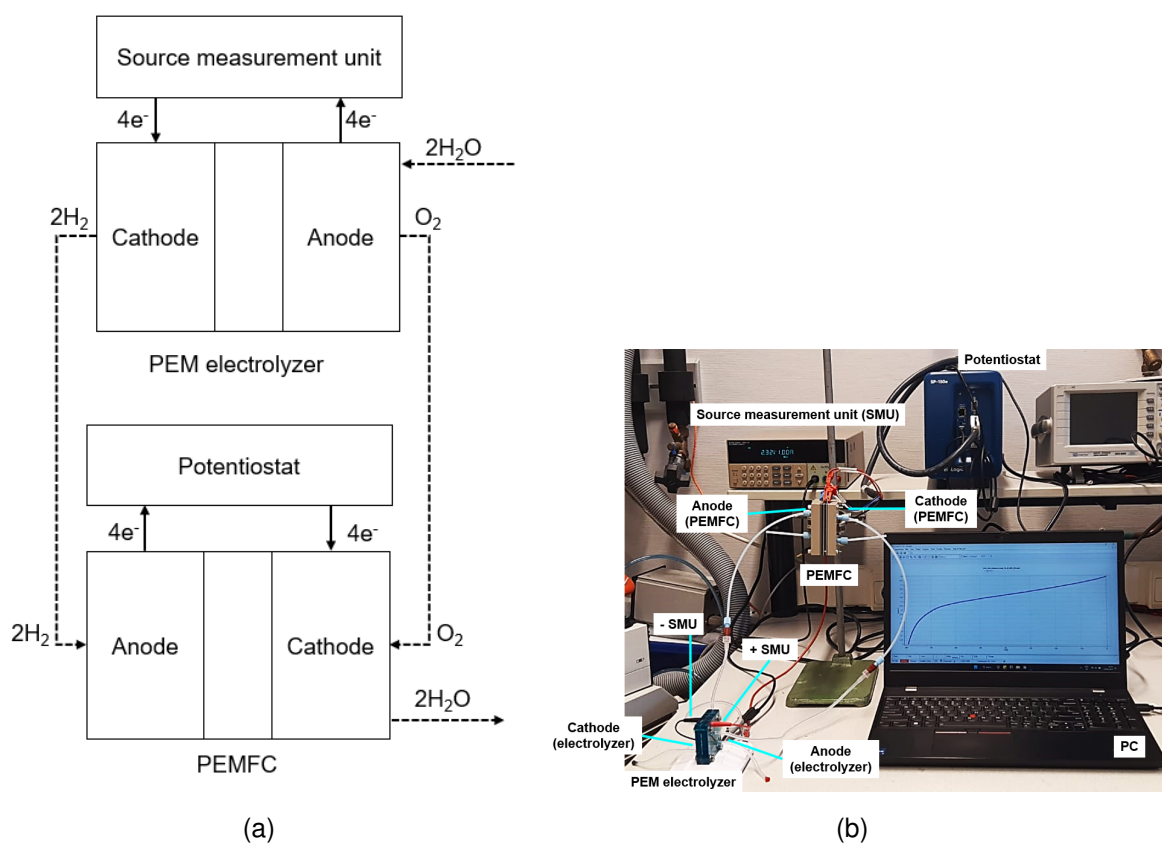 Source measurement unit
4e-
4e-
2H2O
2H2
O2
Cathode
Anode
PEM electrolyzer
Potentiostat
4e-
4e-
2H2
O2
Anode
Cathode
2H2O
PEMFC
(a)
Potentiostat
SP-150e
Source measurement unit (SMU)
Anode
(PEMFC)
Cathode
(PEMFC)
PEMFC
- SMU
+ SMU
Cathode
(electrolyzer)
Anode
(electrolyzer)
PEM electrolyzer
PC
(b)